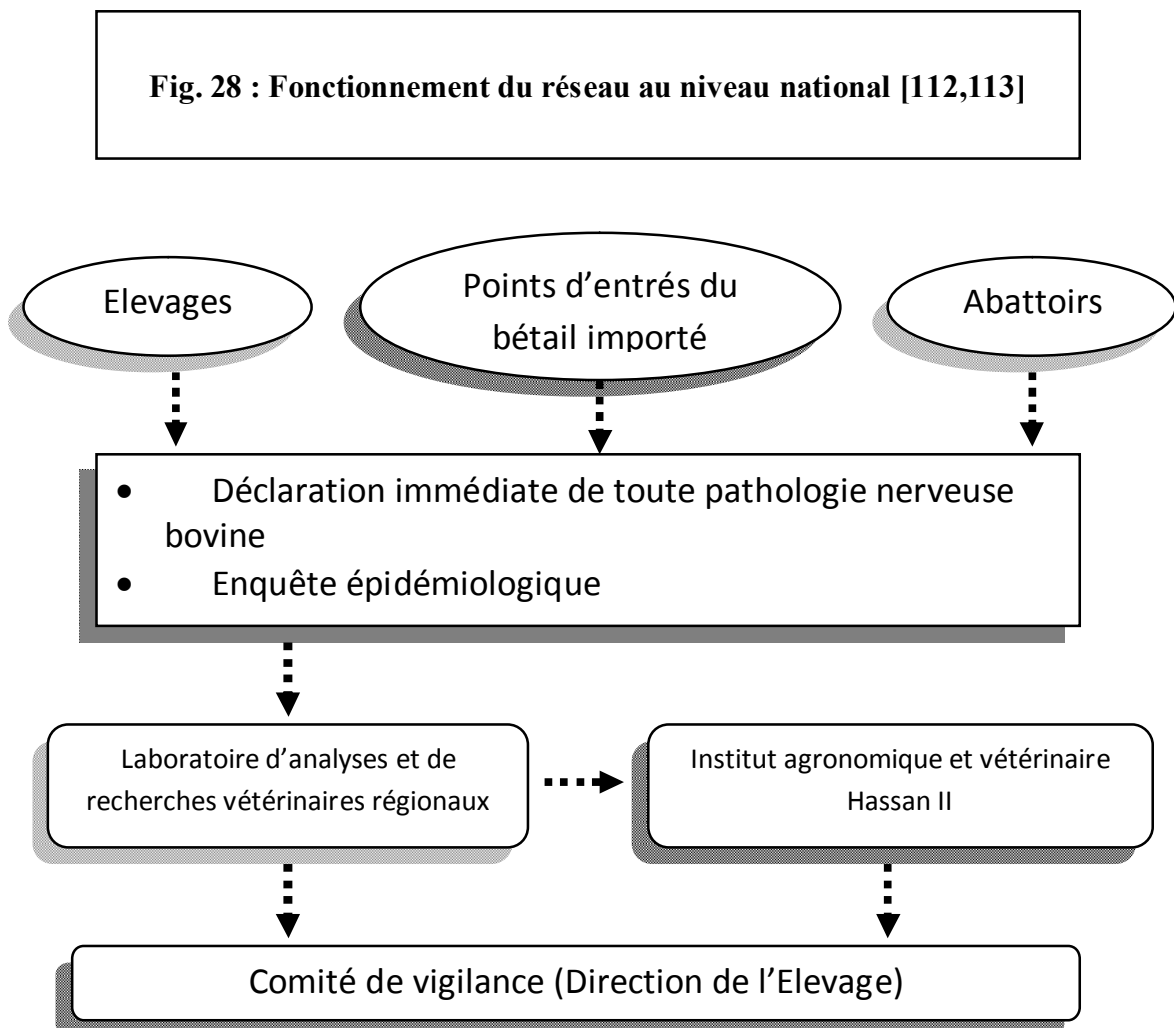 Fig. 28 : Fonctionnement du réseau au niveau national [112,113]
Elevages
Points d’entrés du
bétail importé
Abattoirs
• Déclaration immédiate de toute pathologie nerveuse
bovine
• Enquête épidémiologique
Laboratoire d’analyses et de
recherches vétérinaires régionaux
Institut agronomique et vétérinaire
Hassan II
Comité de vigilance (Direction de l’Elevage)